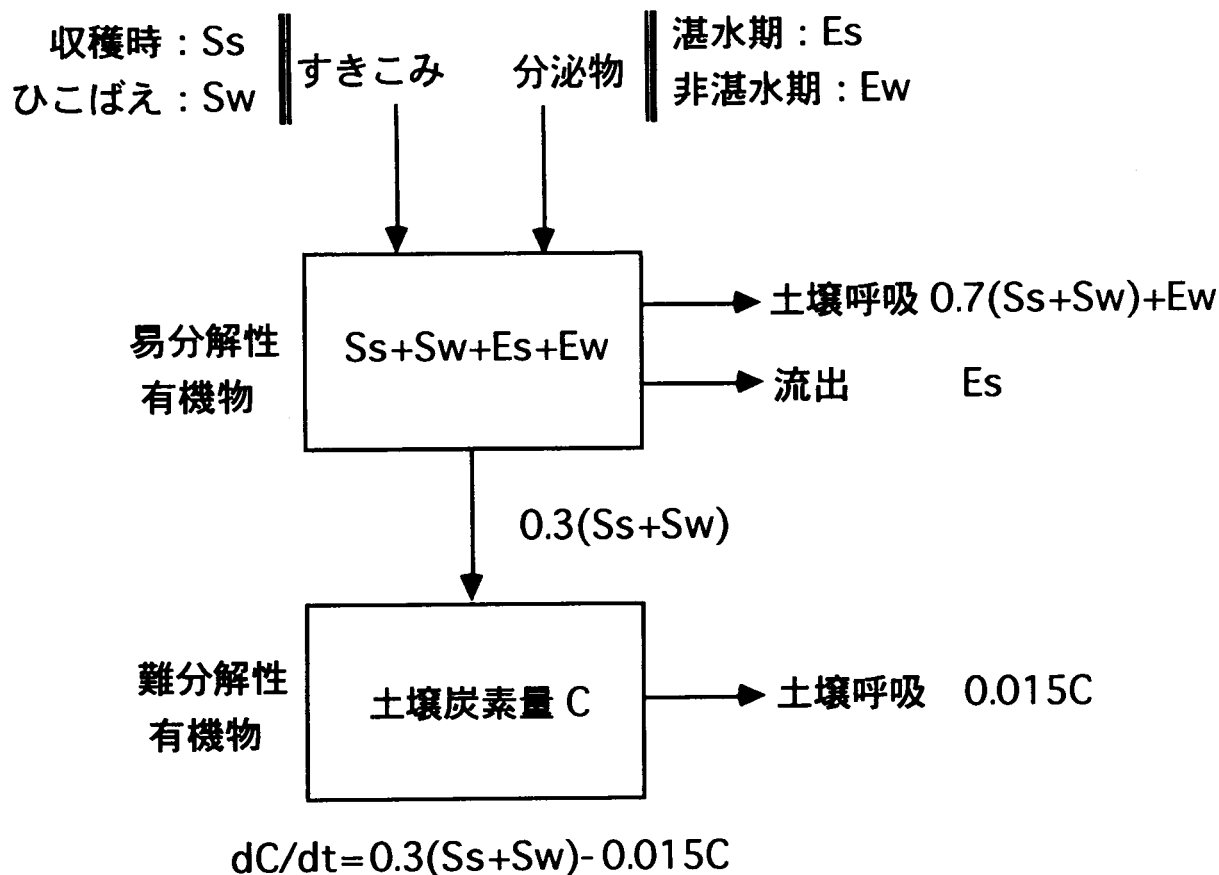 収穫時：Ss
ひこばえ：Sw
すきこみ
分泌物
湛水期：Es
非湛水期：Ew
易分解性
有機物
Ss+Sw+Es+Ew
土壌呼吸 0.7(Ss+Sw)+Ew
流出 Es
0.3(Ss+Sw)
難分解性
有機物
土壌炭素量 C
土壌呼吸 0.015C
dC/dt=0.3(Ss+Sw)-0.015C